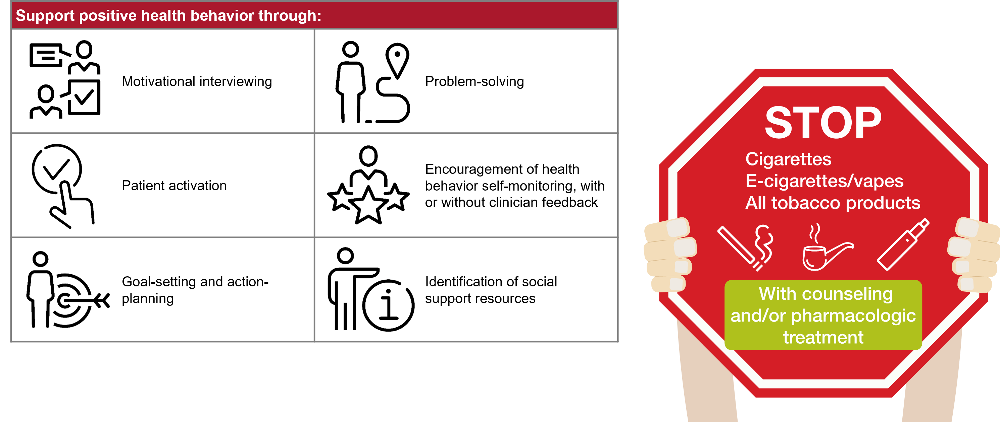 Support positive health behavior through:
Motivational interviewing
Problem-solving
Patient activation
Encouragement of health
behavior self-monitoring, with
or without clinician feedback
Goal-setting and action-
planning
Identification of social
support resources
STOP
Cigarettes
E-cigarettes/vapes
All tobacco products
With counseling
and/or pharmacologic
treatment